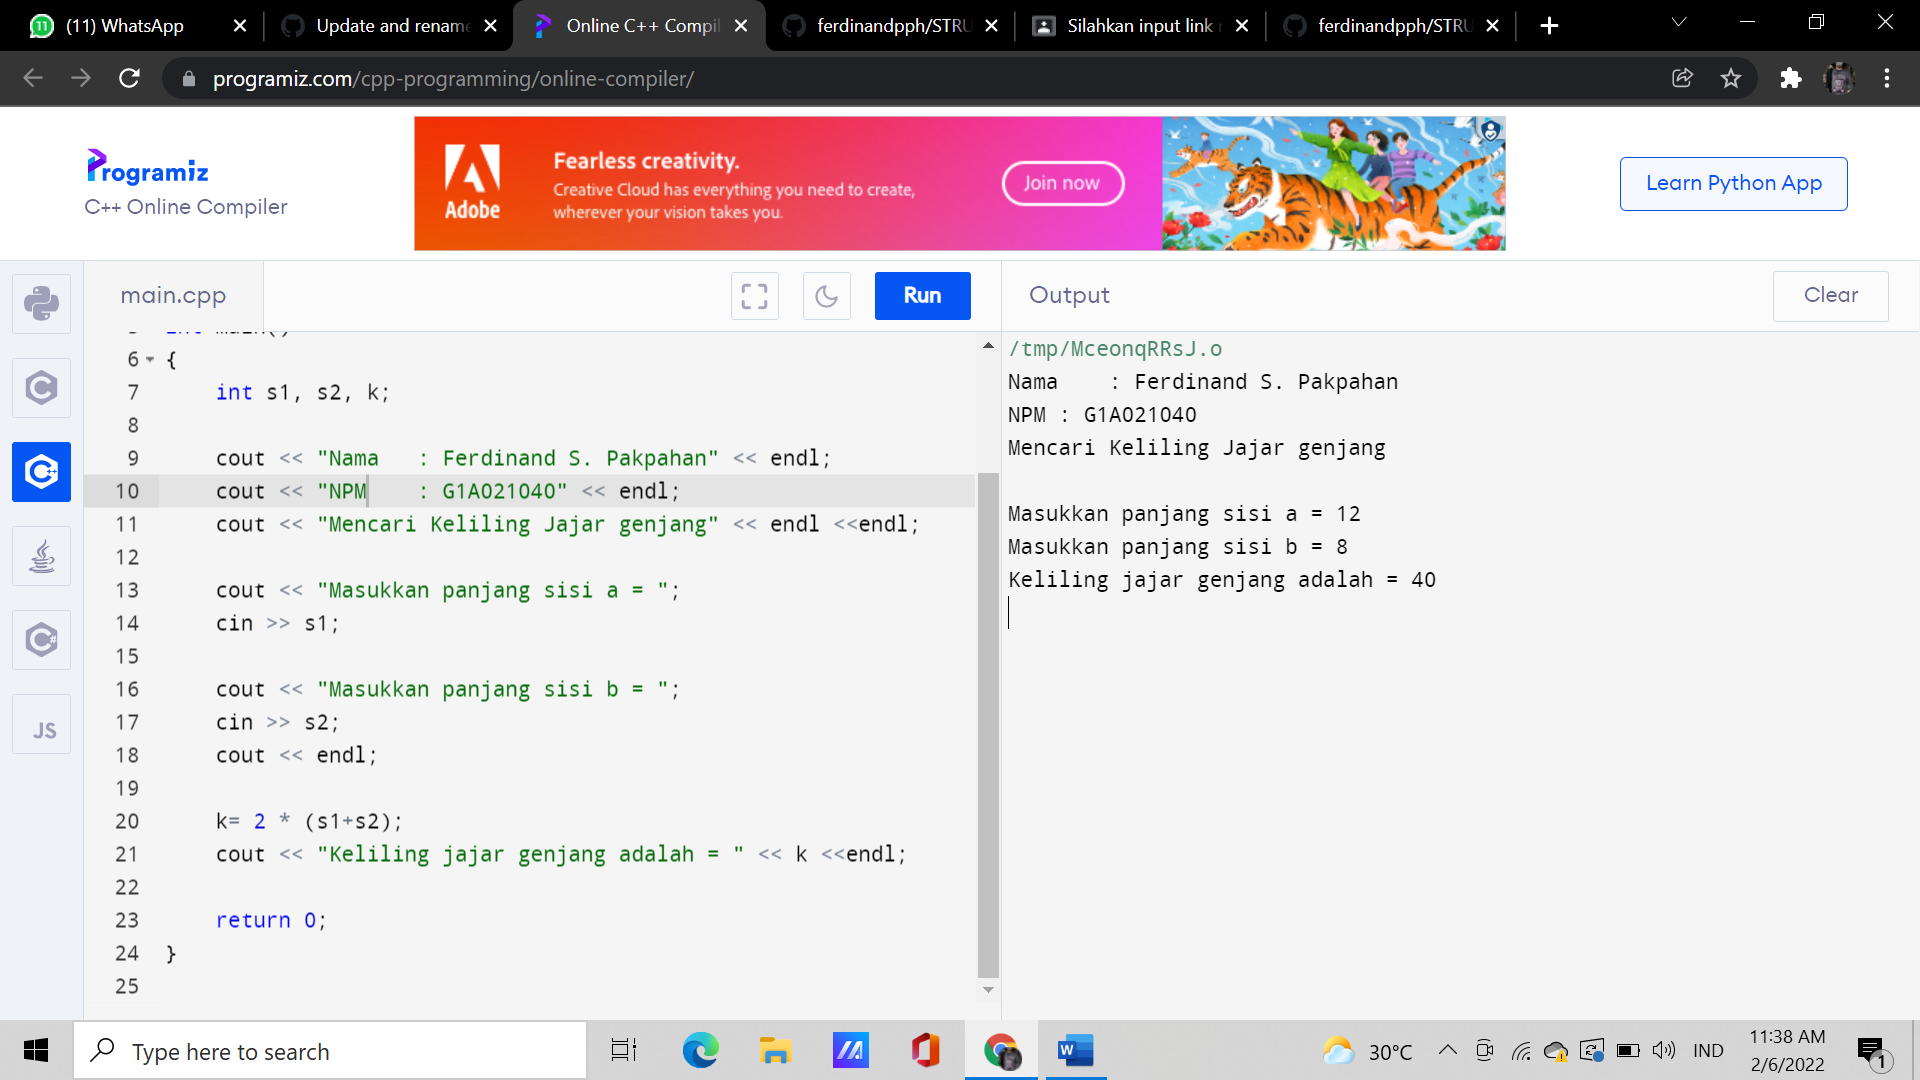 (11) WhatsApp
Update and rename
Online C++ Compil
ferdinandpph/STRU
Silahkan input link
ferdinandpph/STRU
programiz.com/cpp-programming/online-compiler/
Programiz
C++ Online Compiler
Adobe
Fearless creativity.
Creative Cloud has everything you need to create,
wherever your vision takes you.
Join now
Learn Python App
main.cpp
Run
Output
Clear
6 {
7 int s1, s2, k;
8
9 cout << "Nama   : Ferdinand S. Pakpahan" << endl;
10 cout << "NPM    : G1A021040" << endl;
11 cout << "Mencari Keliling Jajar genjang" << endl <<endl;
12
13 cout << "Masukkan panjang sisi a = ";
14 cin >> s1;
15
16 cout << "Masukkan panjang sisi b = ";
17 cin >> s2;
18 cout << endl;
19
20 k= 2 * (s1+s2);
21 cout << "Keliling jajar genjang adalah = " << k <<endl;
22
23 return 0;
24 }
25
/tmp/MceonqRRsJ.o
Nama    : Ferdinand S. Pakpahan
NPM : G1A021040
Mencari Keliling Jajar genjang
Masukkan panjang sisi a = 12
Masukkan panjang sisi b = 8
Keliling jajar genjang adalah = 40
JS
Type here to search
30°C
IND
11:38 AM
2/6/2022
1